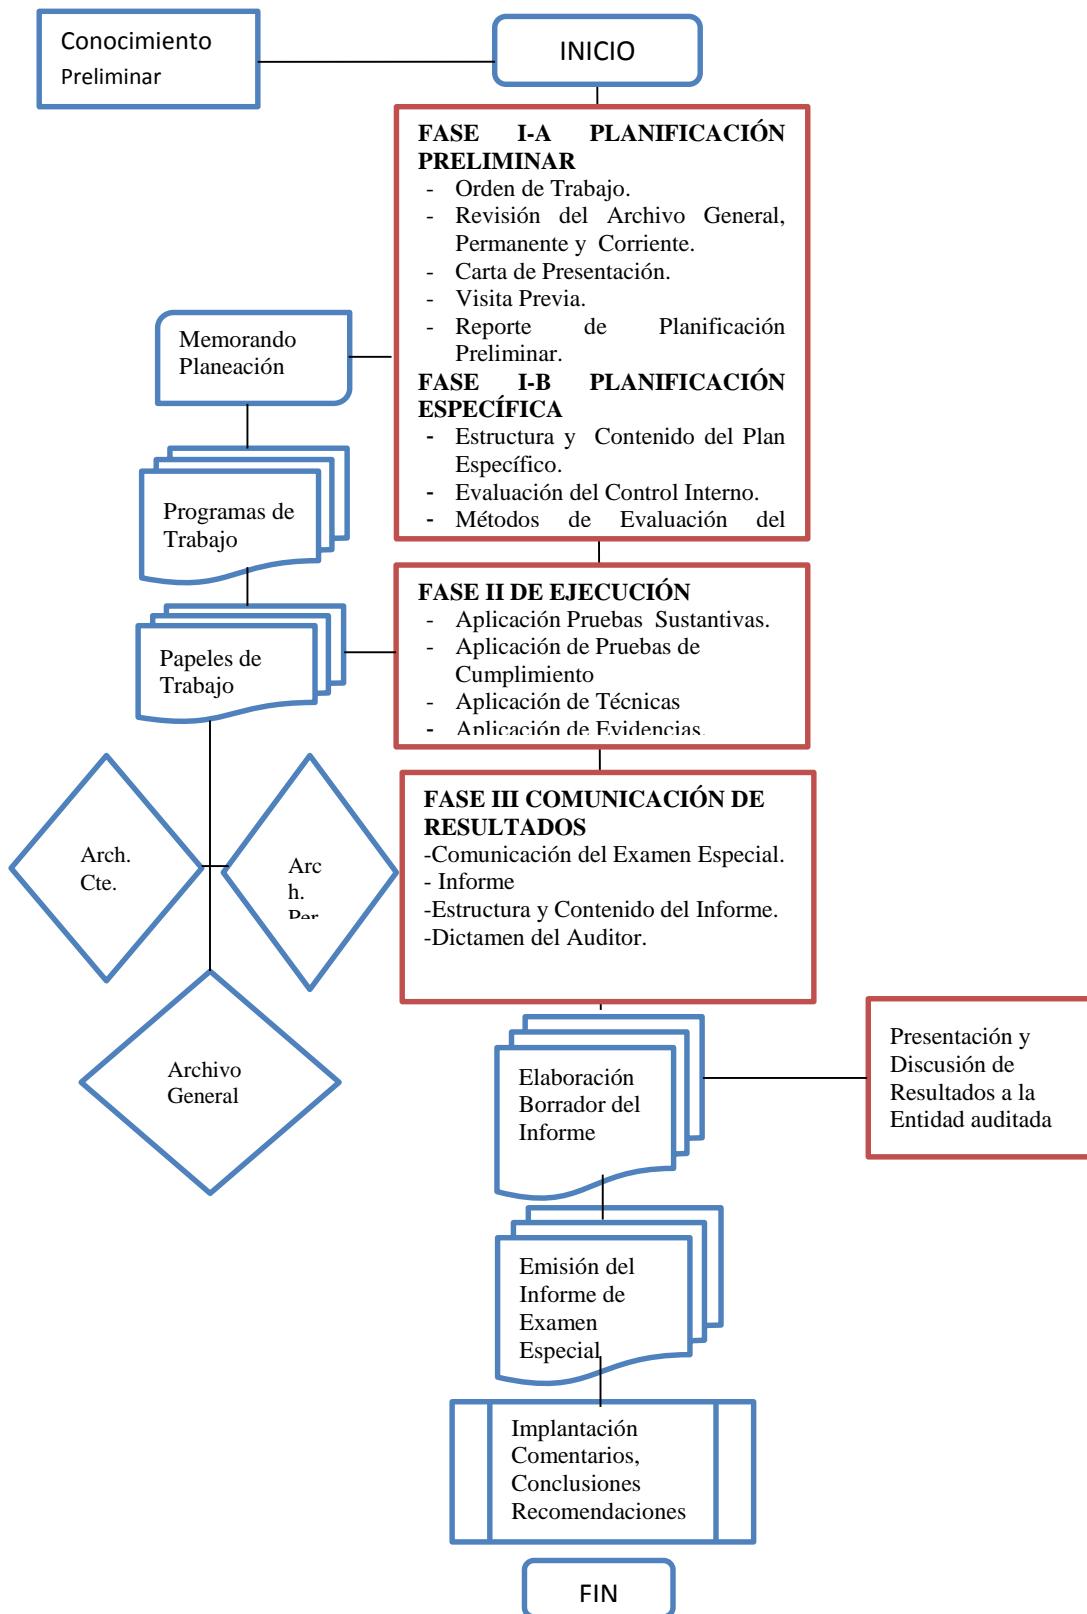 Conocimiento
Preliminar
INICIO
FASE I-A PLANIFICACIÓN
PRELIMINAR
- Orden de Trabajo.
- Revisión del Archivo General,
Permanente y Corriente.
- Carta de Presentación.
- Visita Previa.
- Reporte de Planificación
Preliminar.
FASE I-B PLANIFICACIÓN
ESPECÍFICA
- Estructura y Contenido del Plan
Específico.
- Evaluación del Control Interno.
- Métodos de Evaluación del
Memorando
Planeación
Programas de
Trabajo
FASE II DE EJECUCIÓN
- Aplicación Pruebas Sustantivas.
- Aplicación de Pruebas de
Cumplimiento
- Aplicación de Técnicas
- Aplicación de Evidencias.
Papeles de
Trabajo
Arch.
Cte.
Arc
h.
Per
Archivo
General
FASE III COMUNICACIÓN DE
RESULTADOS
-Comunicación del Examen Especial.
- Informe
-Estructura y Contenido del Informe.
-Dictamen del Auditor.
Elaboración
Borrador del
Informe
Presentación y
Discusión de
Resultados a la
Entidad auditada
Emisión del
Informe de
Examen
Especial
Implantación
Comentarios,
Conclusiones
Recomendaciones
FIN